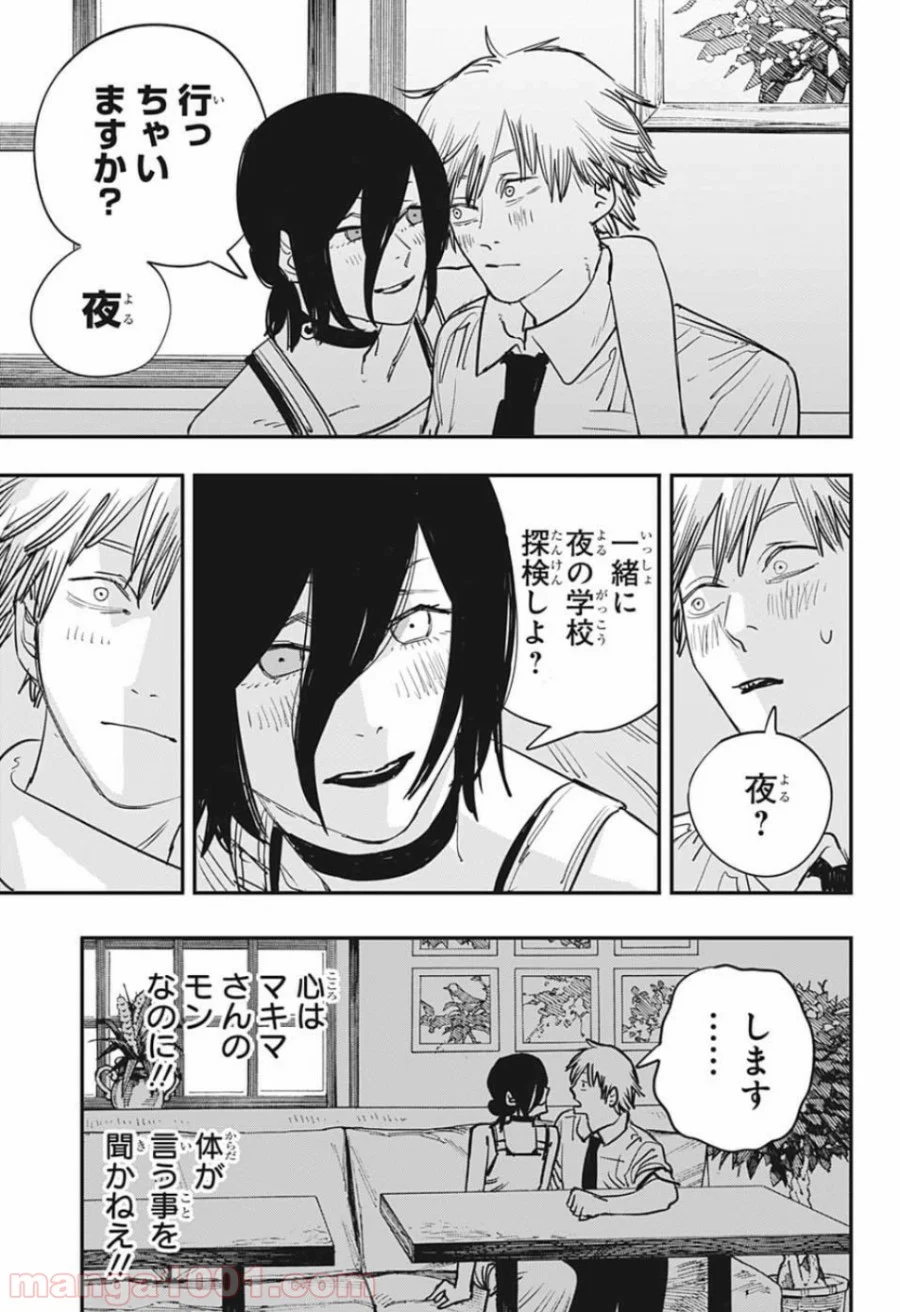 行っ
ちゃい
ますか？
夜
夜？
一緒に
夜の学校
探検しよ？
します
……
心は
マキマ
さんの
モン
なのに!!
体が
言う事を
聞かねえ!!
manga1001.com